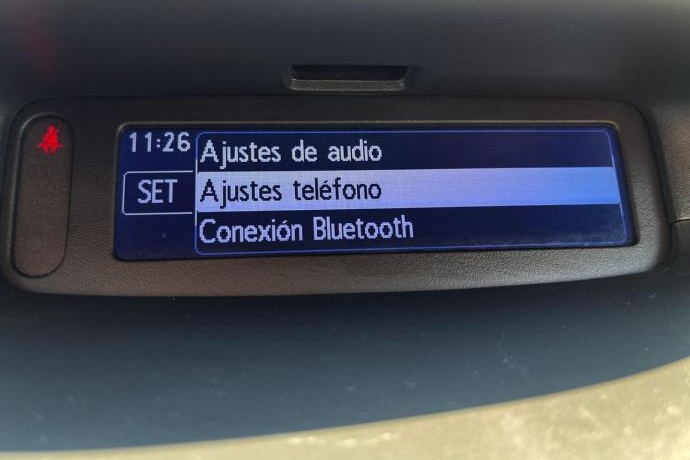 11:26
SET
Ajustes de audio
Ajustes teléfono
Conexión Bluetooth